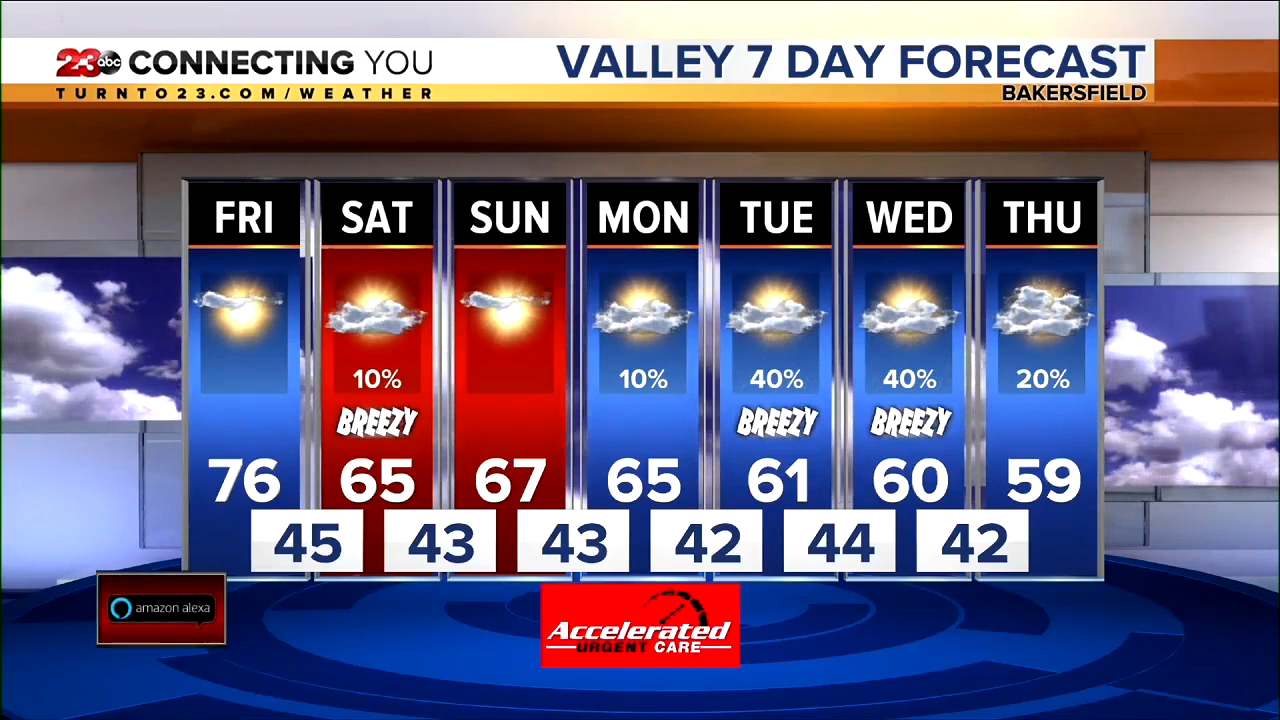 23 abc CONNECTING YOU
TURNTO23.COM/WEATHER
VALLEY 7 DAY FORECAST
BAKERSFIELD
FRI SAT SUN MON TUE WED THU
10% 10% 40% 40% 20%
BREEZY BREEZY BREEZY
76 65 67 65 61 60 59
45 43 43 42 44 42
amazon alexa
Accelerated
URGENT CARE